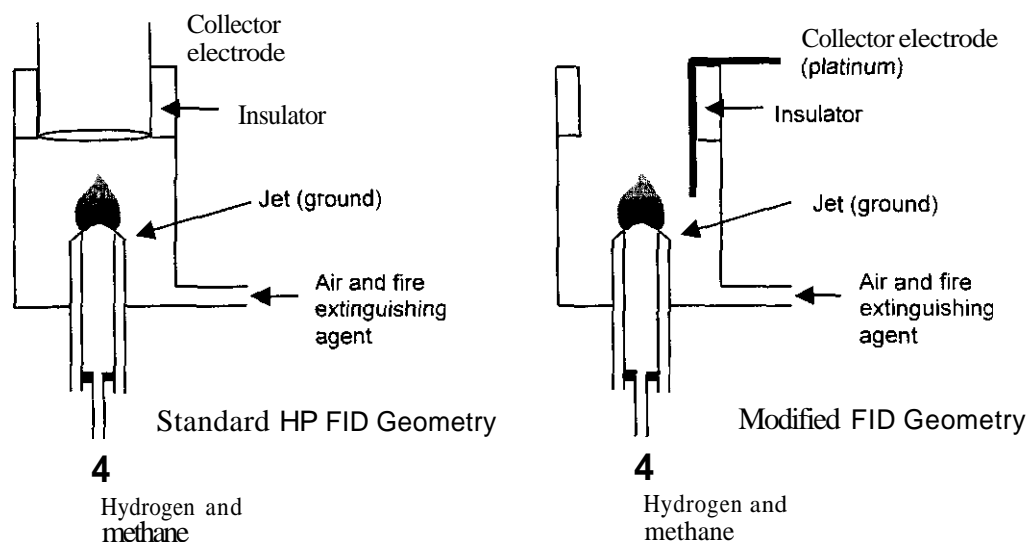 Collector
electrode
Insulator
Jet (ground)
Air and fire
extinguishing
agent
Standard HP FID Geometry
4
Hydrogen and
methane
Collector electrode
(platinum)
Insulator
Jet (ground)
Air and fire
extinguishing
agent
Modified FID Geometry
4
Hydrogen and
methane